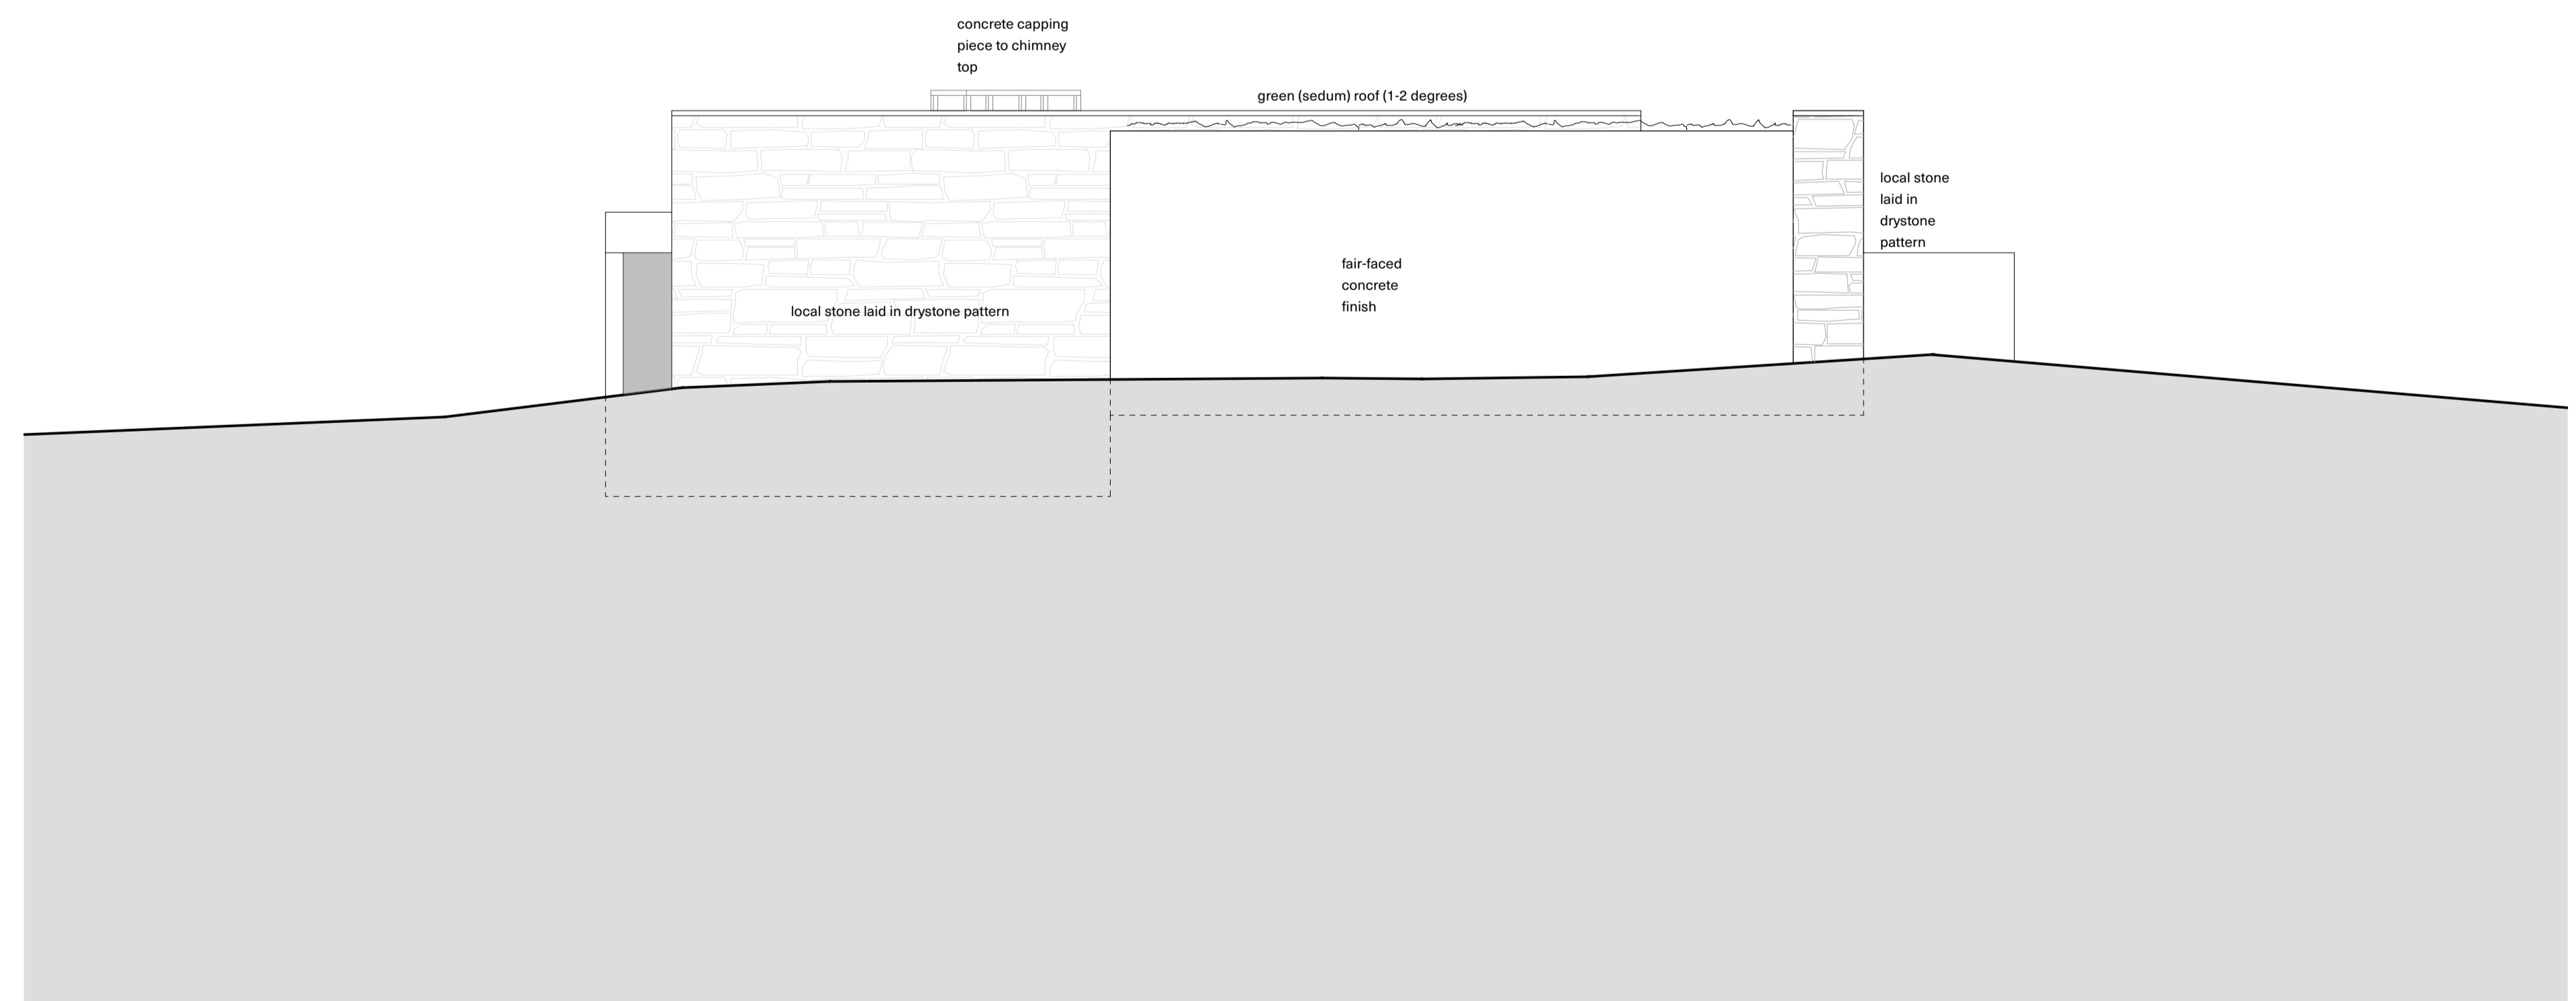 concrete capping
piece to chimney
top
green (sedum) roof (1-2 degrees)
local stone
laid in
drystone
pattern
fair-faced
concrete
finish
local stone laid in drystone pattern